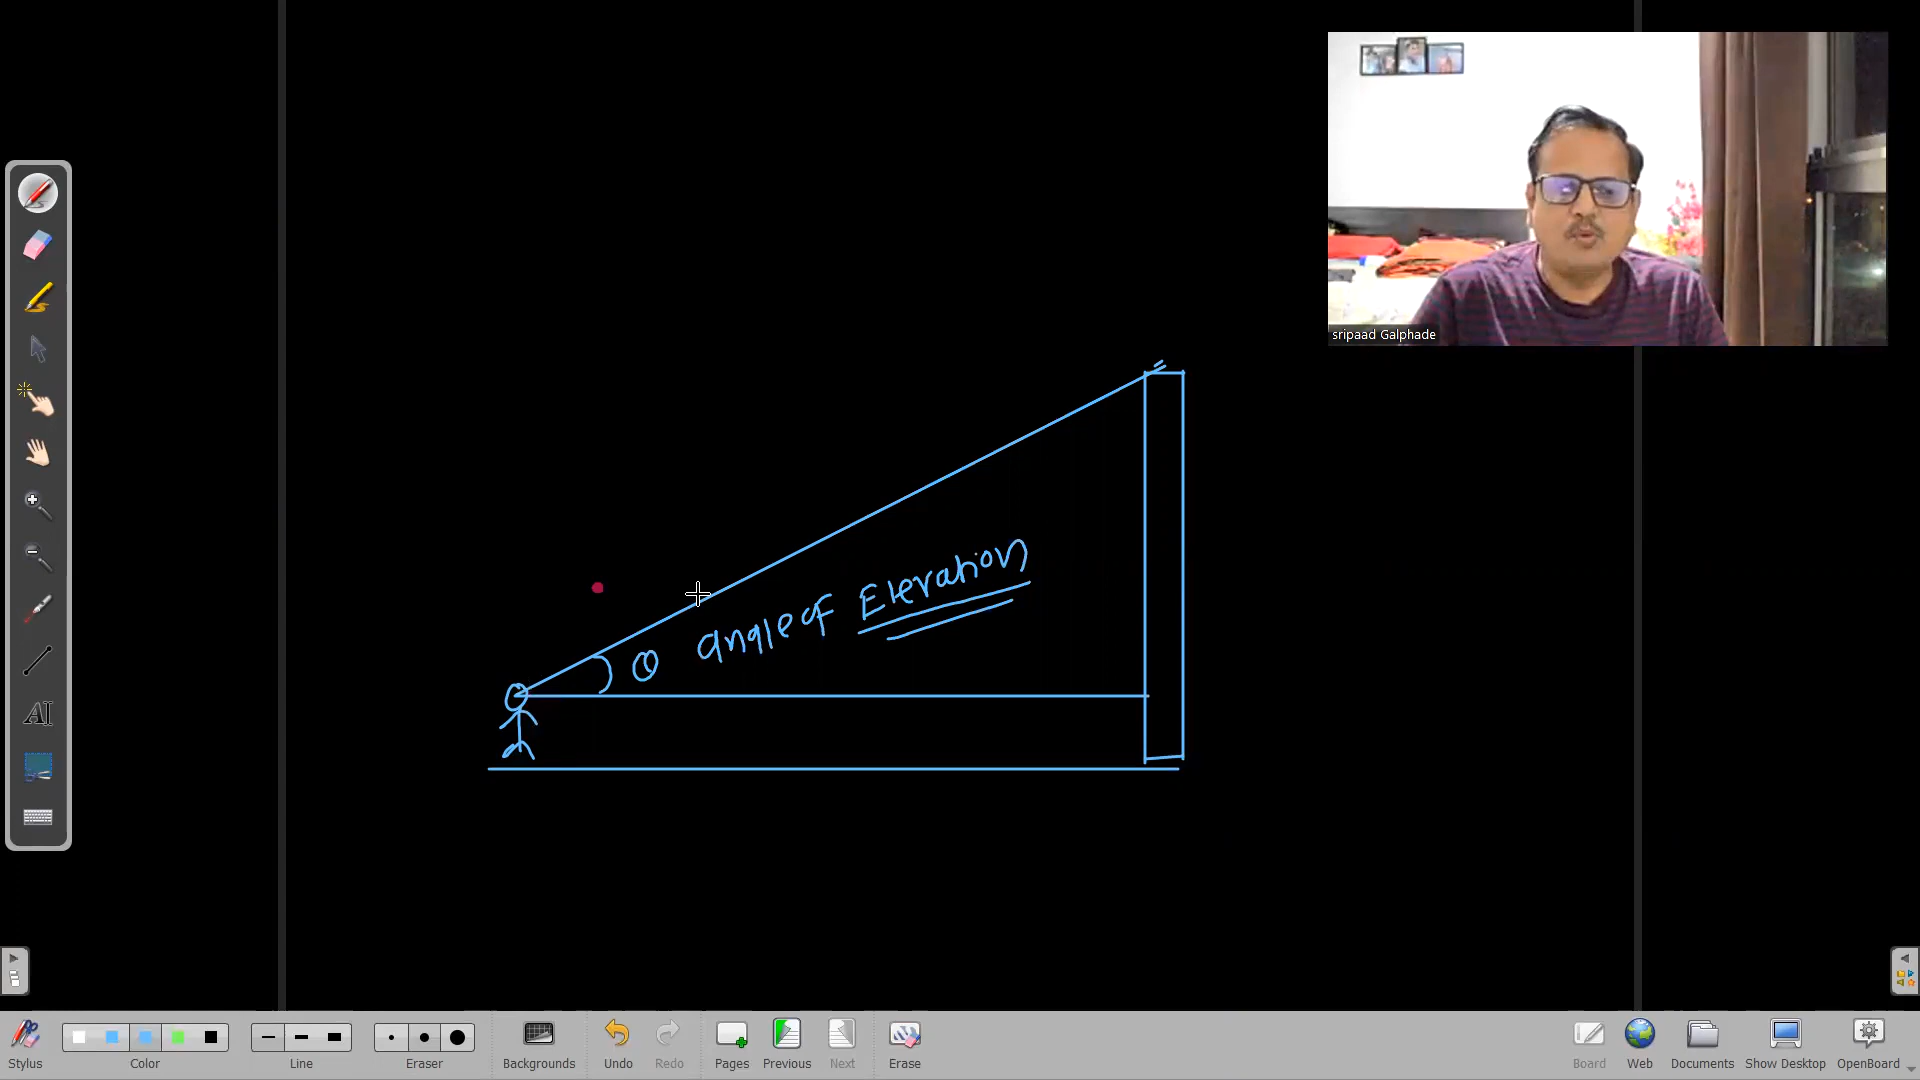 sripaad Galphade
θ angle of Elevation
AI
Stylus
Color
Line
Eraser
Backgrounds
Undo
Redo
Pages
Previous
Next
Erase
Board
Web
Documents
Show Desktop
OpenBoard